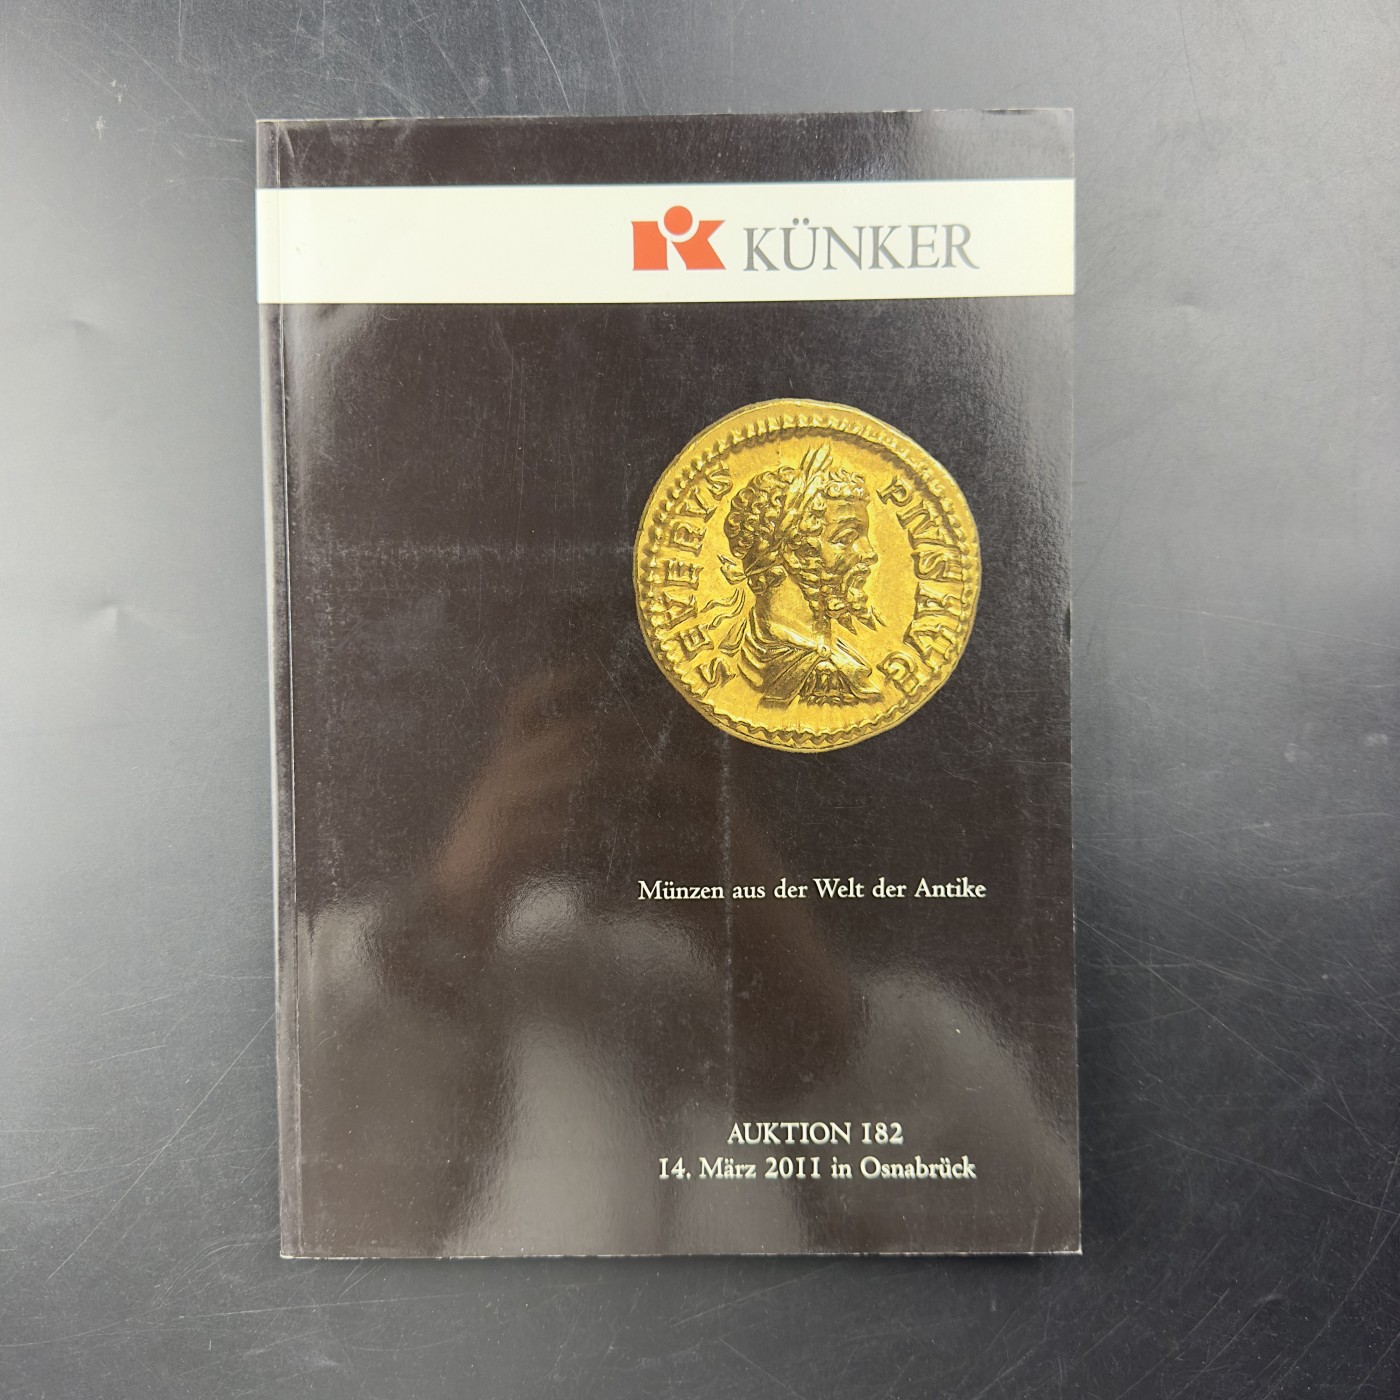 KÜNKER
SEVERVS PIVS AVG
Münzen aus der Welt der Antike
AUKTION 182
14. März 2011 in Osnabrück